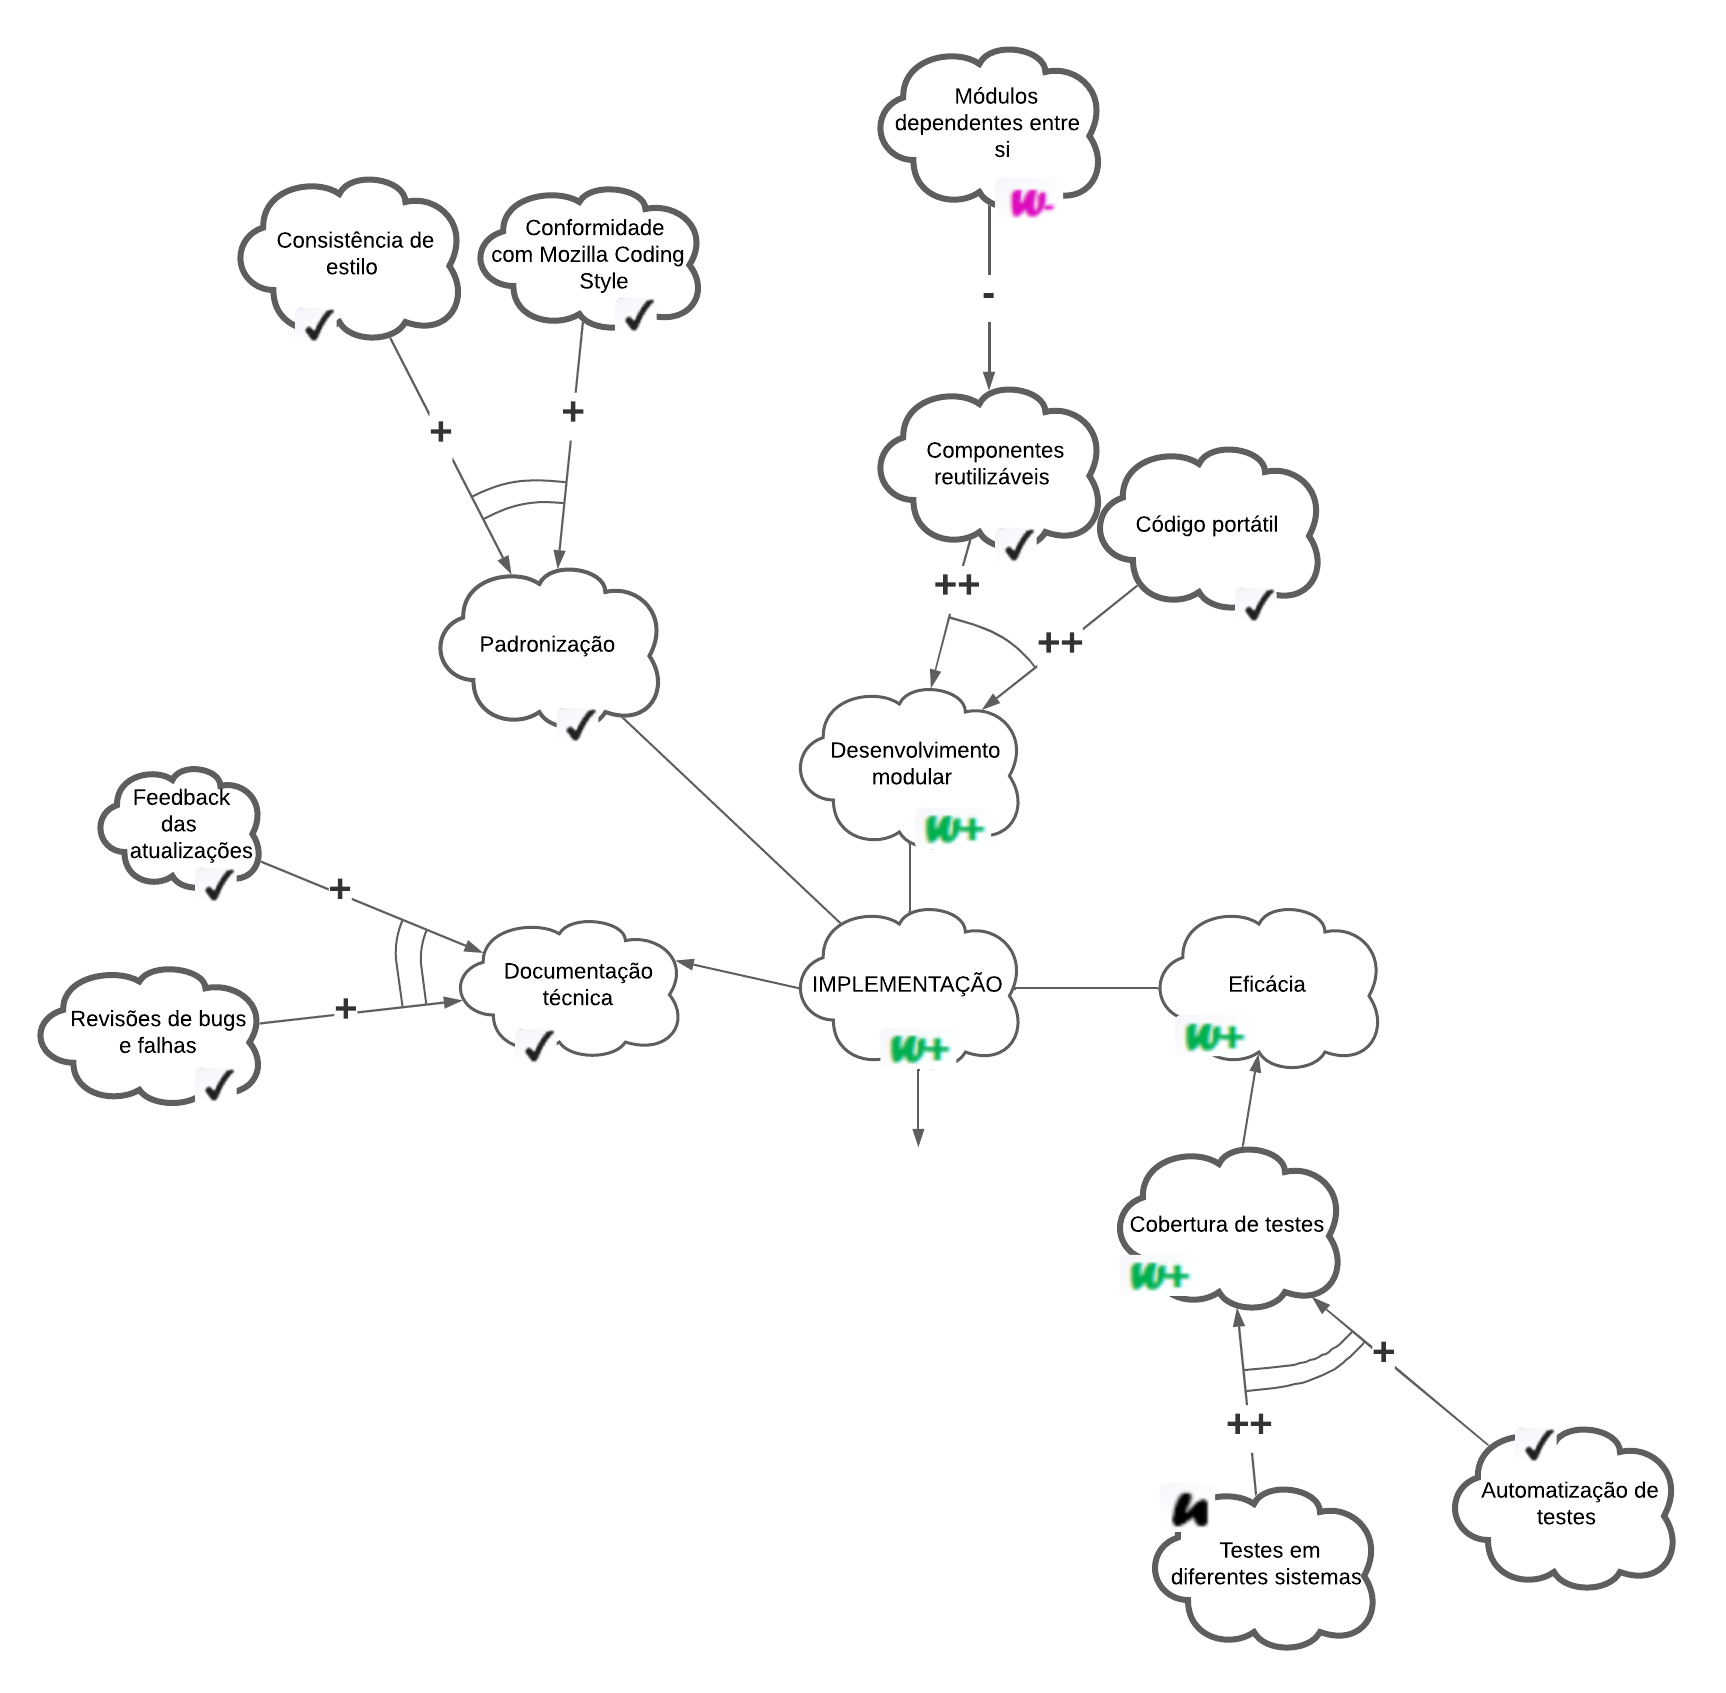 Módulos
dependentes entre
si
W-
-
Consistência de
estilo
✓
Conformidade
com Mozilla Coding
Style
✓
+
+
Componentes
reutilizáveis
✓
Código portátil
✓
++
++
Padronização
✓
Desenvolvimento
modular
W+
Feedback
das
atualizações
✓
+
Revisões de bugs
e falhas
✓
+
Documentação
técnica
✓
IMPLEMENTAÇÃO
W+
Eficácia
W+
Cobertura de testes
W+
+
++
Automatização de
testes
✓
Testes em
diferentes sistemas